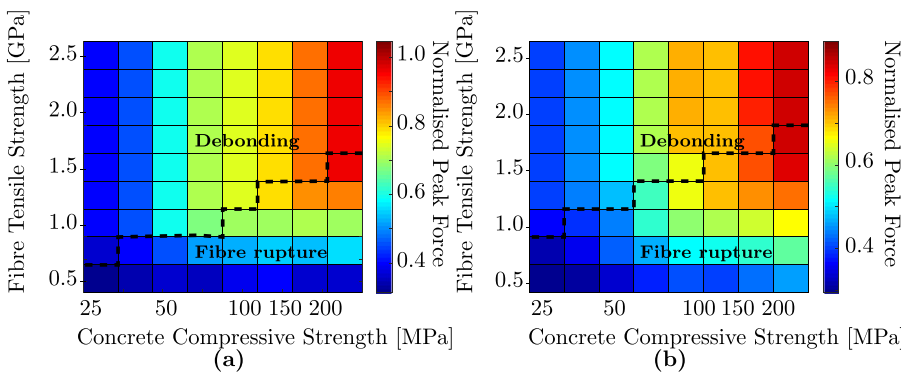 Fibre Tensile Strength [GPa]
2.5
2.0
1.5
1.0
0.5
Debonding
Fibre rupture
25 50 100 150 200
Concrete Compressive Strength [MPa]
(a)
1.0
0.8
0.6
0.4
Normalised Peak Force
Fibre Tensile Strength [GPa]
2.5
2.0
1.5
1.0
0.5
Debonding
Fibre rupture
25 50 100 150 200
Concrete Compressive Strength [MPa]
(b)
0.8
0.6
0.4
Normalised Peak Force